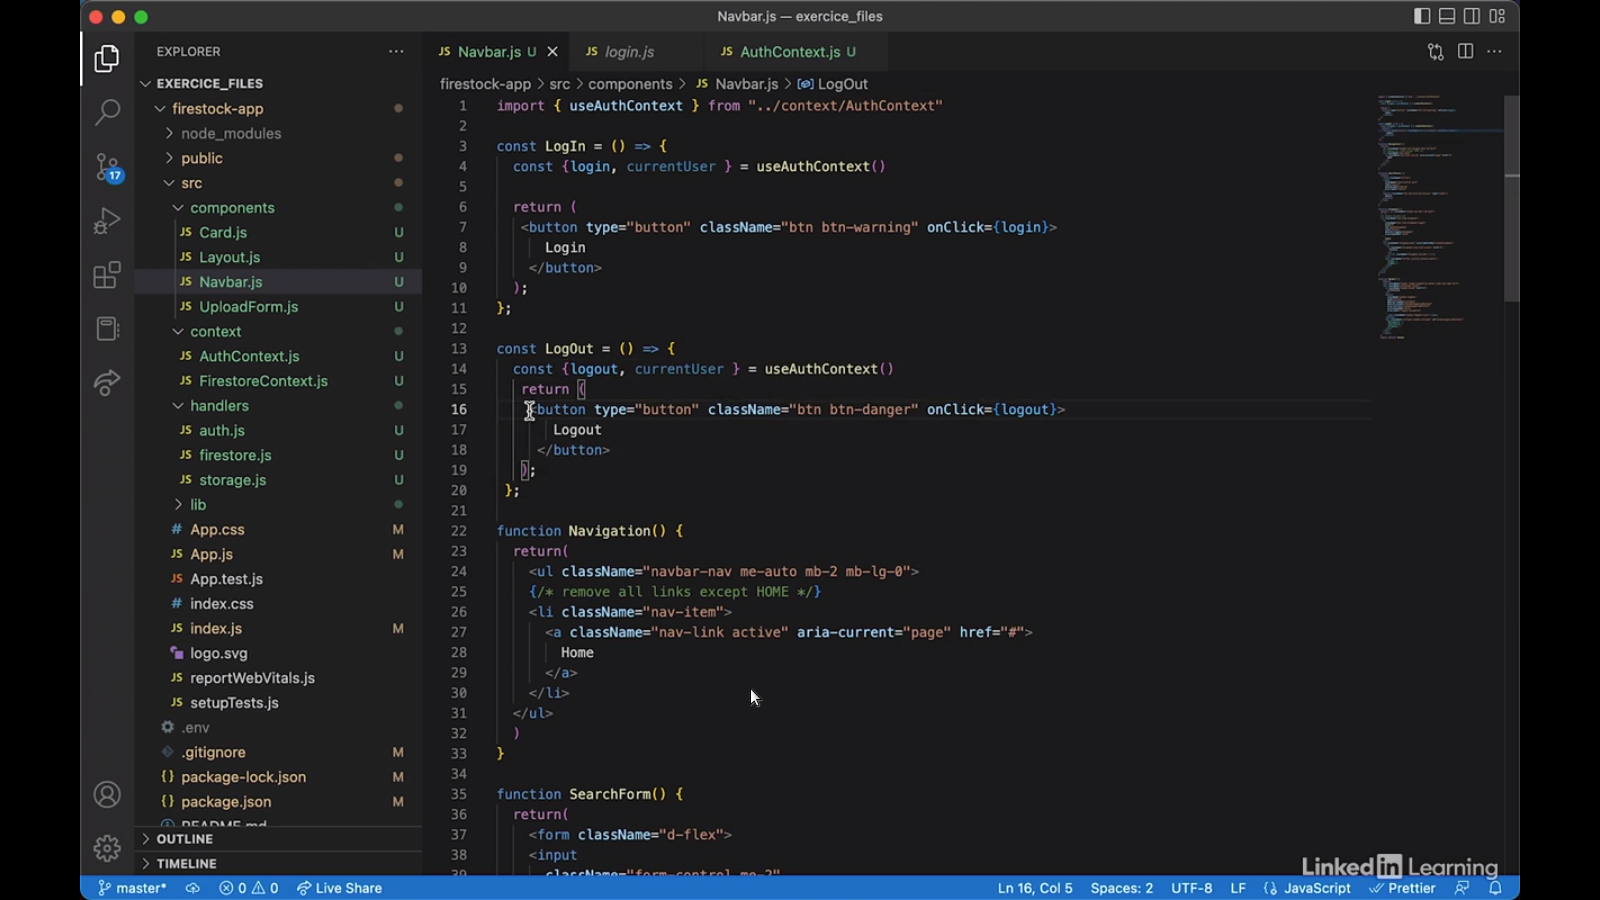 Navbar.js — exercice_files
EXPLORER
EXERCICE_FILES
firestock-app
node_modules
public
src
components
JS Card.js U
JS Layout.js U
JS Navbar.js U
JS UploadForm.js U
context
JS AuthContext.js U
JS FirestoreContext.js U
handlers
JS auth.js U
JS firestore.js U
JS storage.js U
lib
# App.css M
JS App.js M
JS App.test.js
# index.css
JS index.js M
logo.svg
JS reportWebVitals.js
JS setupTests.js
.env
.gitignore M
{} package-lock.json M
{} package.json M
README.md
OUTLINE
TIMELINE
17
JS Navbar.js U
JS login.js
JS AuthContext.js U
firestock-app > src > components > JS Navbar.js > LogOut
1 import { useAuthContext } from "../context/AuthContext"
2
3 const LogIn = () => {
4 const {login, currentUser } = useAuthContext()
5
6 return (
7 <button type="button" className="btn btn-warning" onClick={login}>
8 Login
9 </button>
10 );
11 };
12
13 const LogOut = () => {
14 const {logout, currentUser } = useAuthContext()
15 return (
16 <button type="button" className="btn btn-danger" onClick={logout}>
17 Logout
18 </button>
19 );
20 };
21
22 function Navigation() {
23 return(
24 <ul className="navbar-nav me-auto mb-2 mb-lg-0">
25 {/* remove all links except HOME */}
26 <li className="nav-item">
27 <a className="nav-link active" aria-current="page" href="#">
28 Home
29 </a>
30 </li>
31 </ul>
32 )
33 }
34
35 function SearchForm() {
36 return(
37 <form className="d-flex">
38 <input
39 className="form-control me-2"
LinkedIn Learning
master* 0 0 Live Share
Ln 16, Col 5 Spaces: 2 UTF-8 LF {} JavaScript Prettier